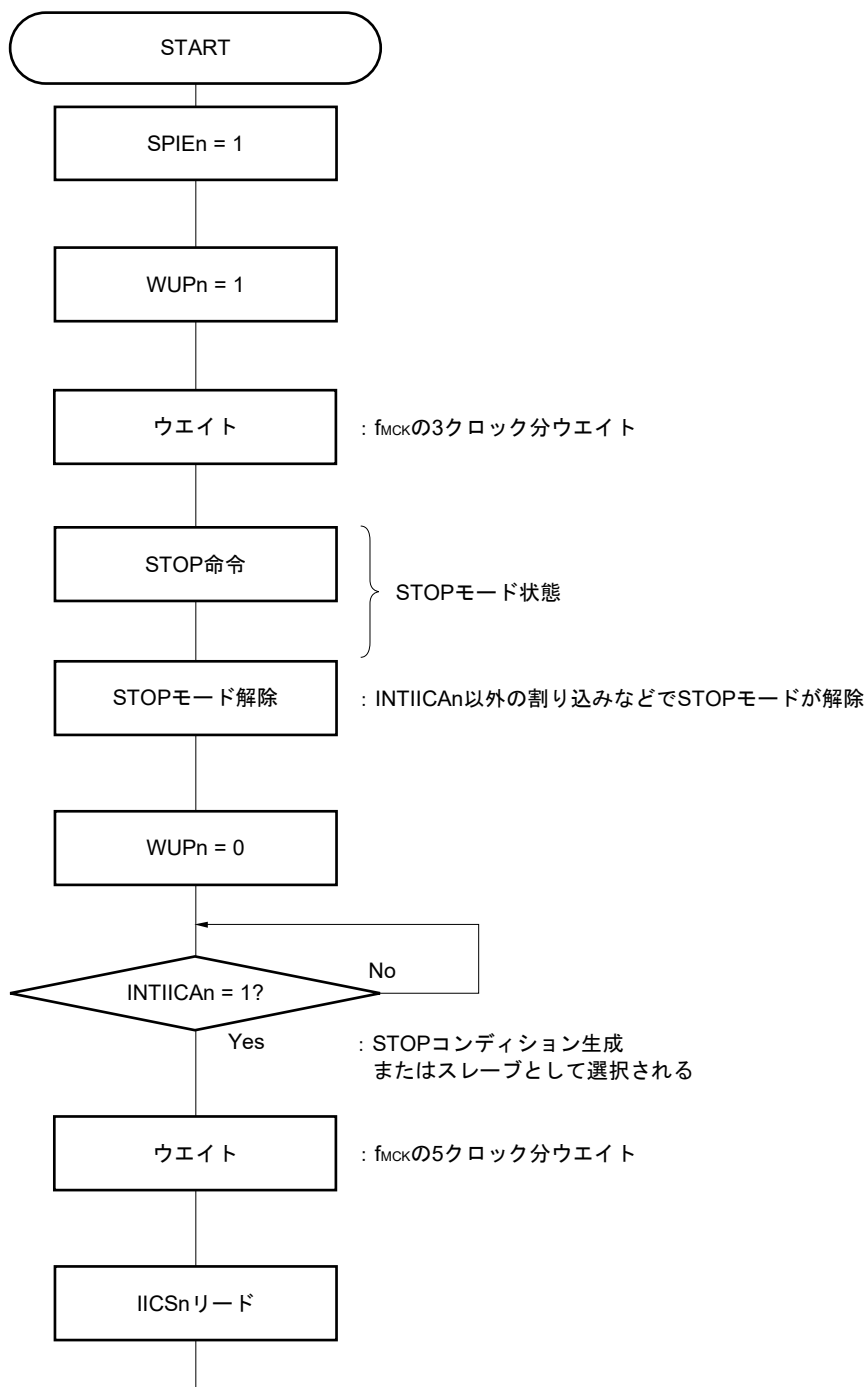 START
SPIEn = 1
WUPn = 1
ウエイト
: fMCKの3クロック分ウエイト
STOP命令
STOPモード状態
STOPモード解除
: INTIICAn以外の割り込みなどでSTOPモードが解除
WUPn = 0
No
INTIICAn = 1?
Yes
: STOPコンディション生成
またはスレーブとして選択される
ウエイト
: fMCKの5クロック分ウエイト
IICSnリード